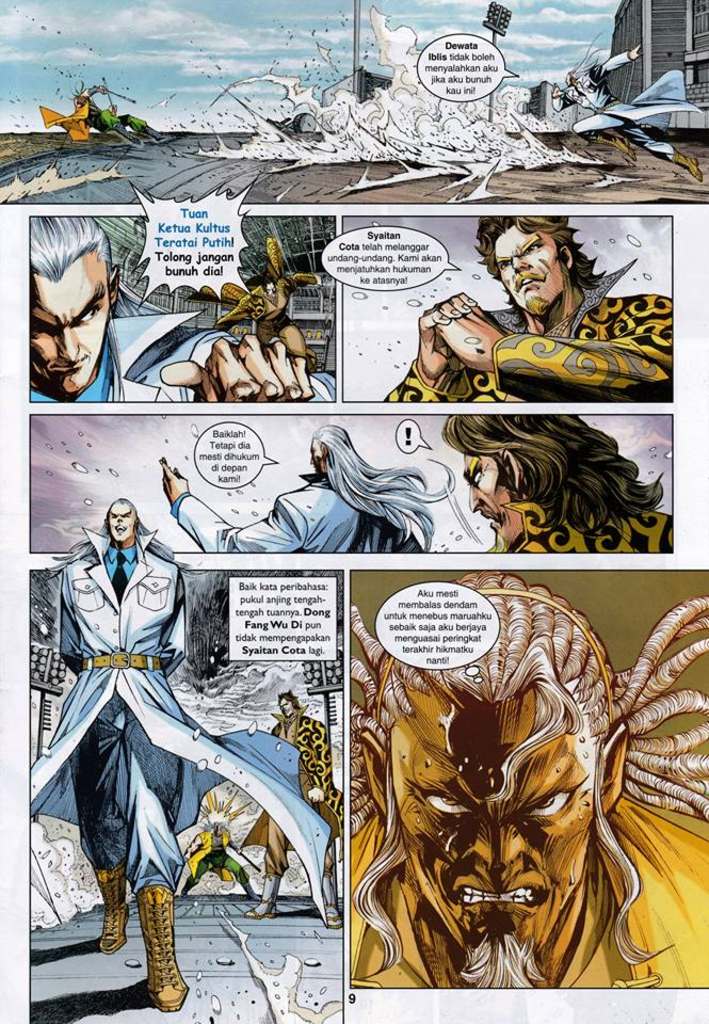 Dewata
Iblis tidak boleh
menyalahkan aku
jika aku bunuh
kau ini!
Tuan
Ketua Kultus
Teratai Putih!
Tolong jangan
bunuh dia!
Syaitan
Cota telah melanggar
undang-undang. Kami akan
menjatuhkan hukuman
ke atasnya!
Baiklah!
Tetapi dia
mesti dihukum
di depan
kami!
!
Baik kata peribahasa:
pukul anjing tengah-
tengah tuannya. Dong
Fang Wu Di pun
tidak mempengapakan
Syaitan Cota lagi.
Aku mesti
membalas dendam
untuk menebus maruahku
sebaik saja aku berjaya
menguasai peringkat
terakhir hikmatku
nanti!
9